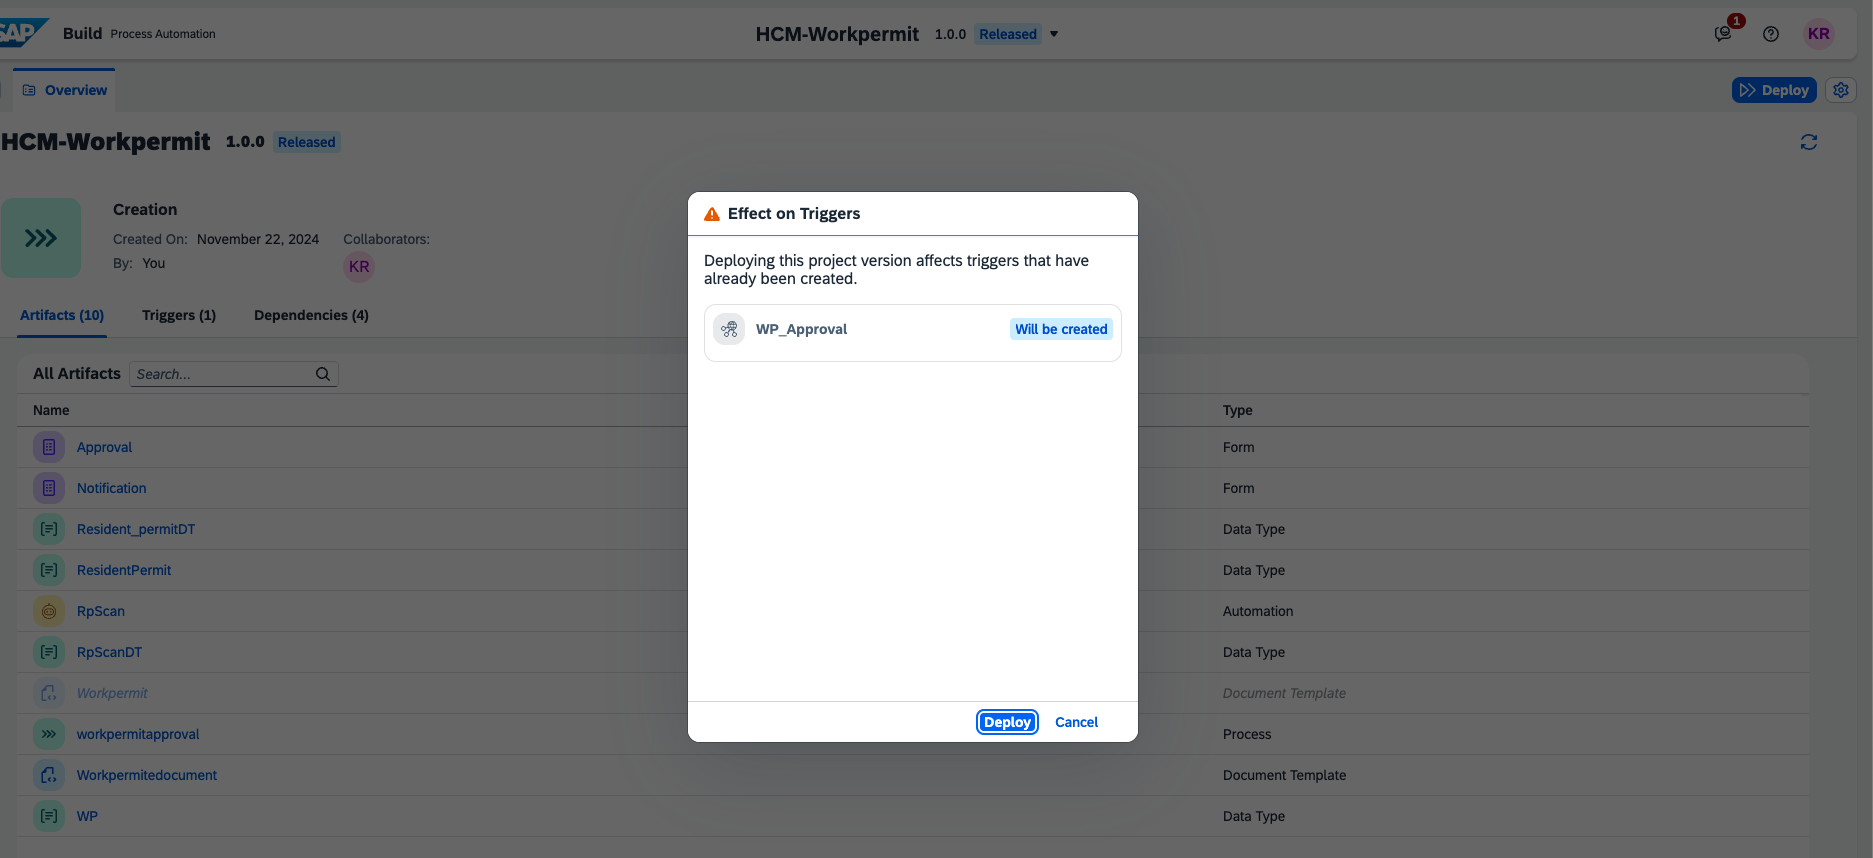 SAP Build Process Automation HCM-Workpermit 1.0.0 Released 1 KR
Overview Deploy
HCM-Workpermit 1.0.0 Released
Creation
Created On: November 22, 2024 Collaborators:
By: You KR
Artifacts (10) Triggers (1) Dependencies (4)
All Artifacts Search...
Name Type
Approval Form
Notification Form
Resident_permitDT Data Type
ResidentPermit Data Type
RpScan Automation
RpScanDT Data Type
Workpermit Document Template
workpermitapproval Process
Workpermitedocument Document Template
WP Data Type
Effect on Triggers
Deploying this project version affects triggers that have
already been created.
WP_Approval Will be created
Deploy Cancel